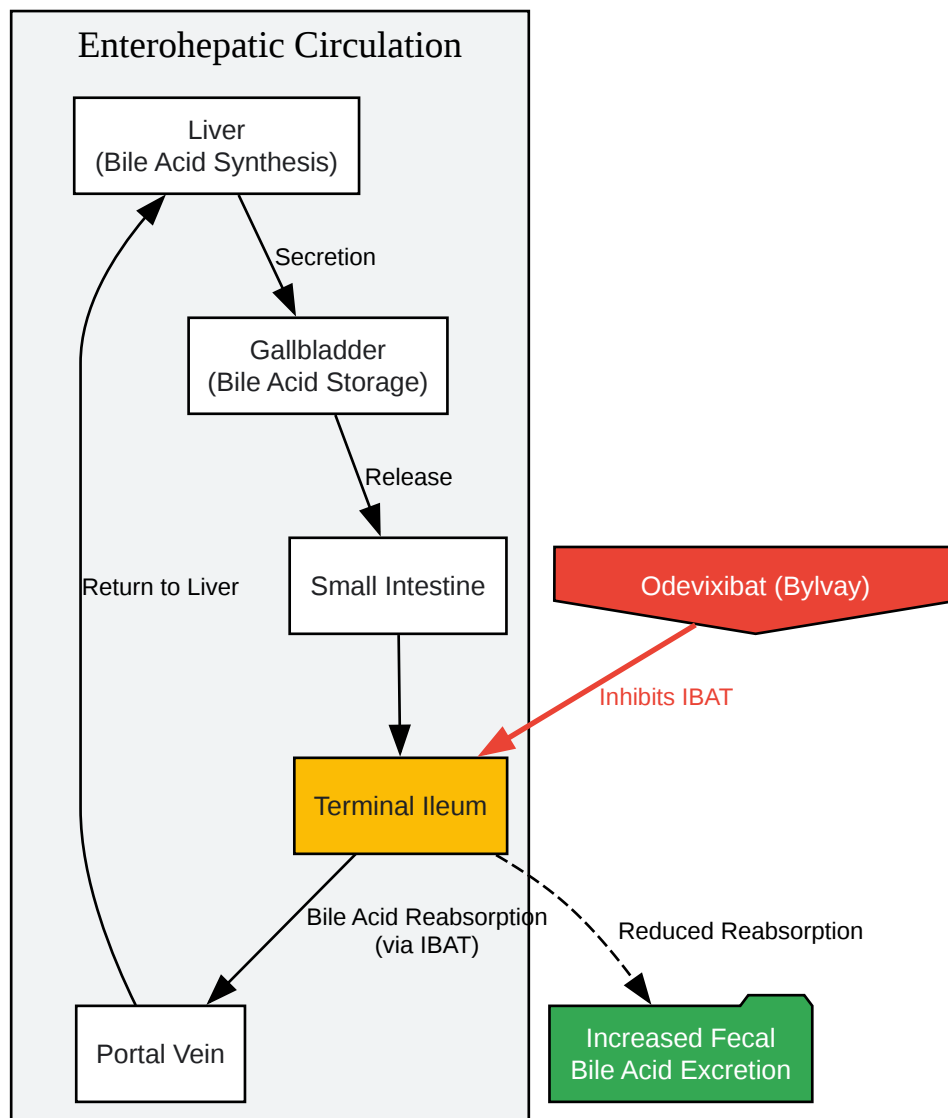 Enterohepatic Circulation
Liver
(Bile Acid Synthesis)
Secretion
Gallbladder
(Bile Acid Storage)
Release
Return to Liver
Small Intestine
Odevixibat (Bylvay)
Inhibits IBAT
Terminal Ileum
Bile Acid Reabsorption
(via IBAT)
Reduced Reabsorption
Portal Vein
Increased Fecal
Bile Acid Excretion